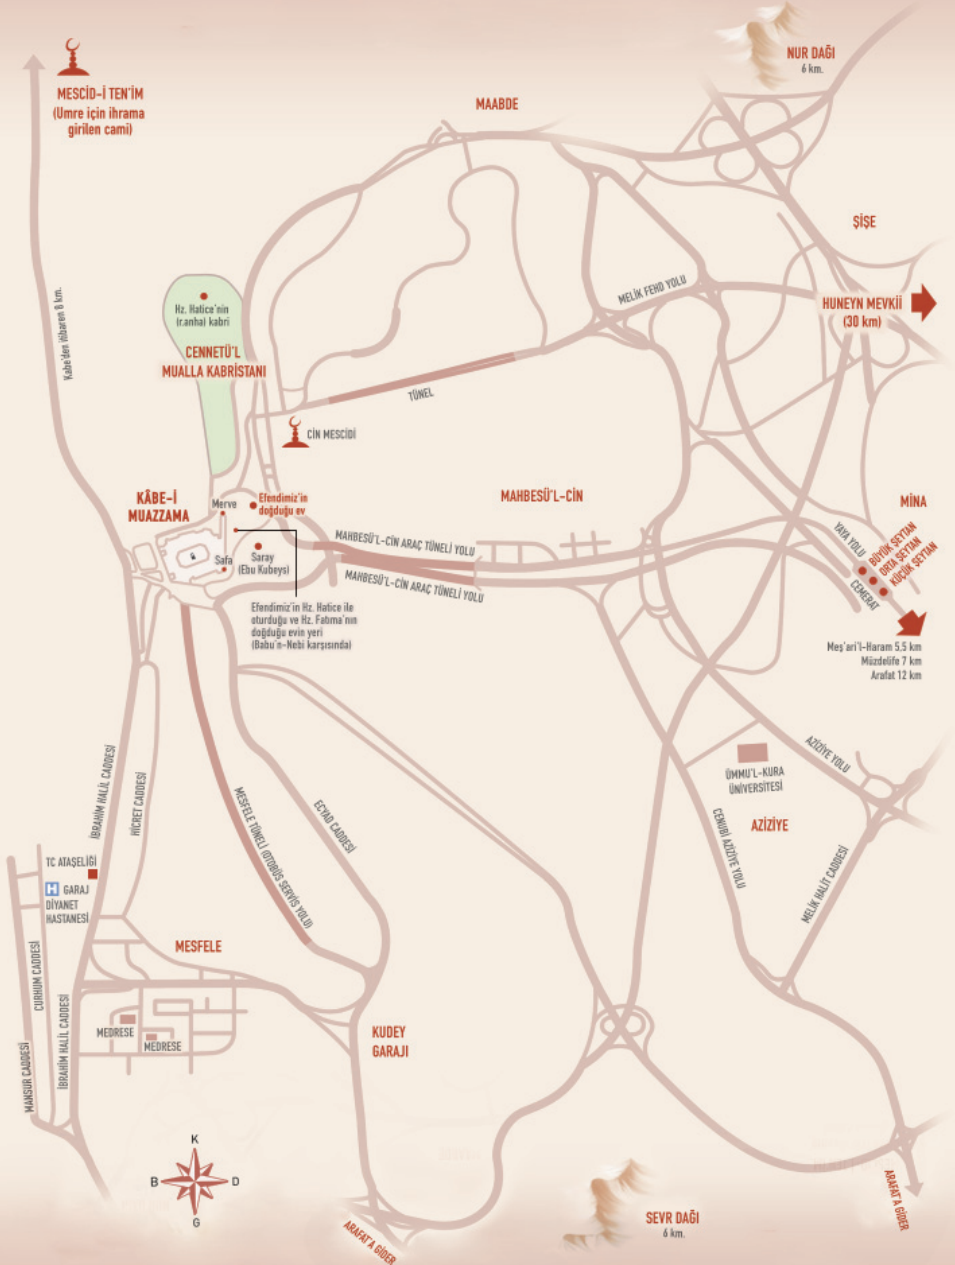 NUR DAĞI
6 km.
MESCİD-İ TEN'İM
(Umre için ihrama
girilen cami)
MAABDE
ŞİŞE
Kabe'den itibaren 8 km.
MELİK FEHD YOLU
HUNEYN MEVKİİ
(30 km)
Hz. Hatice'nin
(r.anha) kabri
CENNETÜ'L
MUALLA KABRİSTANI
TÜNEL
CİN MESCİDİ
KÂBE-İ
MUAZZAMA
Merve
Efendimiz'in
doğduğu ev
MAHBESÜ'L-CİN
MİNA
Safa
Saray
(Ebu Kubeys)
MAHBESÜ'L-CİN ARAÇ TÜNELİ YOLU
MAHBESÜ'L-CİN ARAÇ TÜNELİ YOLU
YAYA YOLU
BÜYÜK ŞEYTAN
ORTA ŞEYTAN
KÜÇÜK ŞEYTAN
CEMERAT
Efendimiz'in Hz. Hatice ile
oturduğu ve Hz. Fatıma'nın
doğduğu evin yeri
(Babu'n-Nebi karşısında)
Meş'ari'l-Haram 5,5 km
Müzdelife 7 km
Arafat 12 km
İBRAHİM HALİL CADDESİ
HİCRET CADDESİ
MESFELE TÜNELİ (OTOBÜS SERVİS YOLU)
ECYAD CADDESİ
AZİZİYE YOLU
ÜMMU'L-KURA
ÜNİVERSİTESİ
AZİZİYE
CENUBİ AZİZİYE YOLU
MELİK HALİT CADDESİ
TC ATAŞELİĞİ
H GARAJ
DİYANET
HASTANESİ
MESFELE
CURHUM CADDESİ
MANSUR CADDESİ
İBRAHİM HALİL CADDESİ
MEDRESE
MEDRESE
KUDEY
GARAJI
K
B
D
G
ARAFAT'A GİDER
SEVR DAĞI
6 km.
ARAFAT'A GİDER